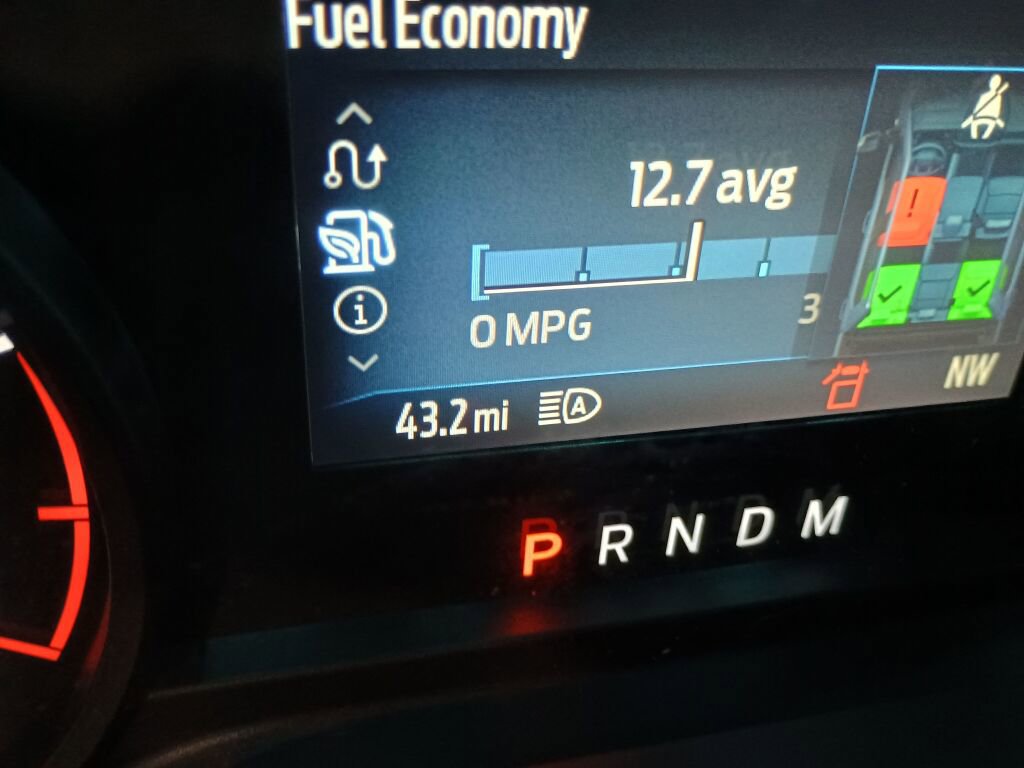 Fuel Economy
12.7 avg
0 MPG
3
43.2 mi
A
NW
P R N D M